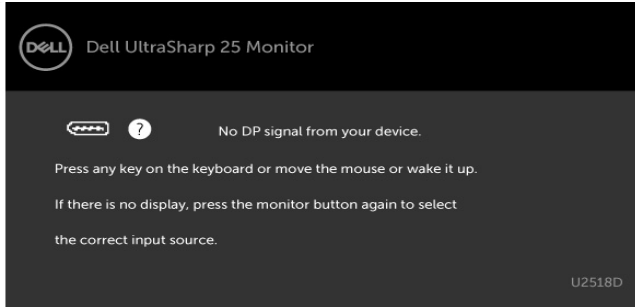 DELL Dell UltraSharp 25 Monitor
? No DP signal from your device.
Press any key on the keyboard or move the mouse or wake it up.
If there is no display, press the monitor button again to select
the correct input source.
U2518D